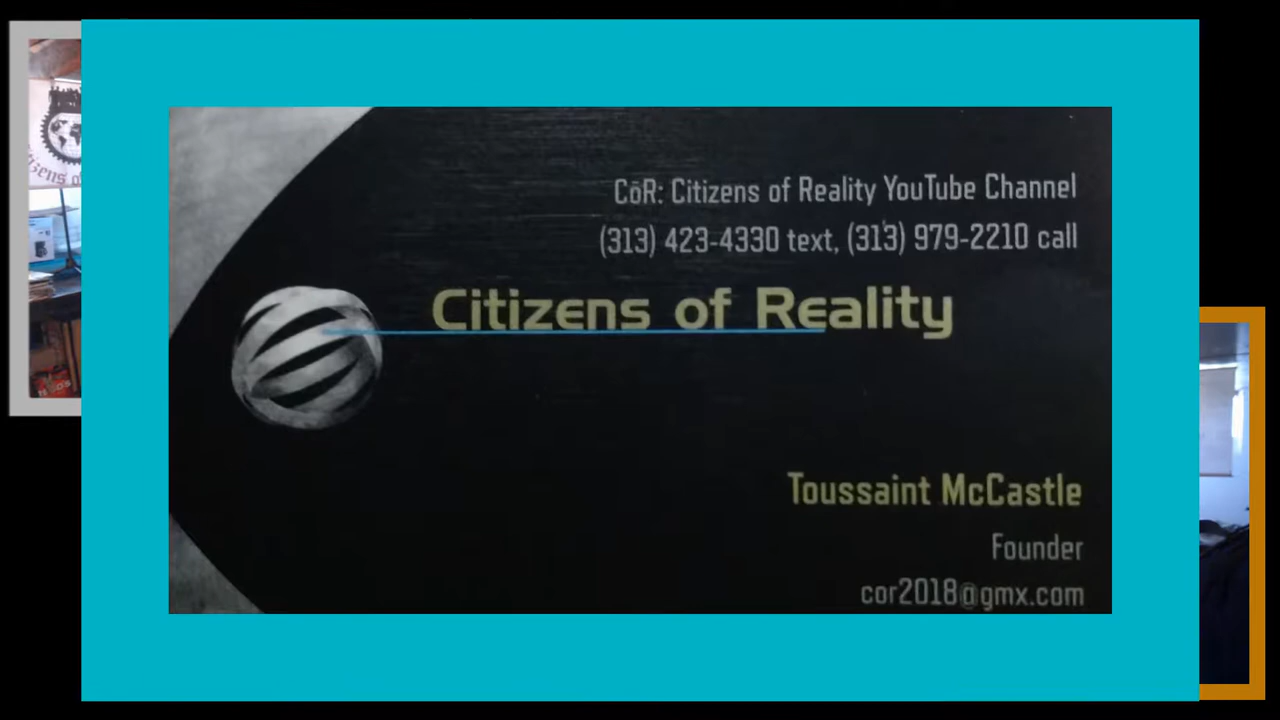 CōR: Citizens of Reality YouTube Channel
(313) 423-4330 text, (313) 979-2210 call
Citizens of Reality
Toussaint McCastle
Founder
cor2018@gmx.com